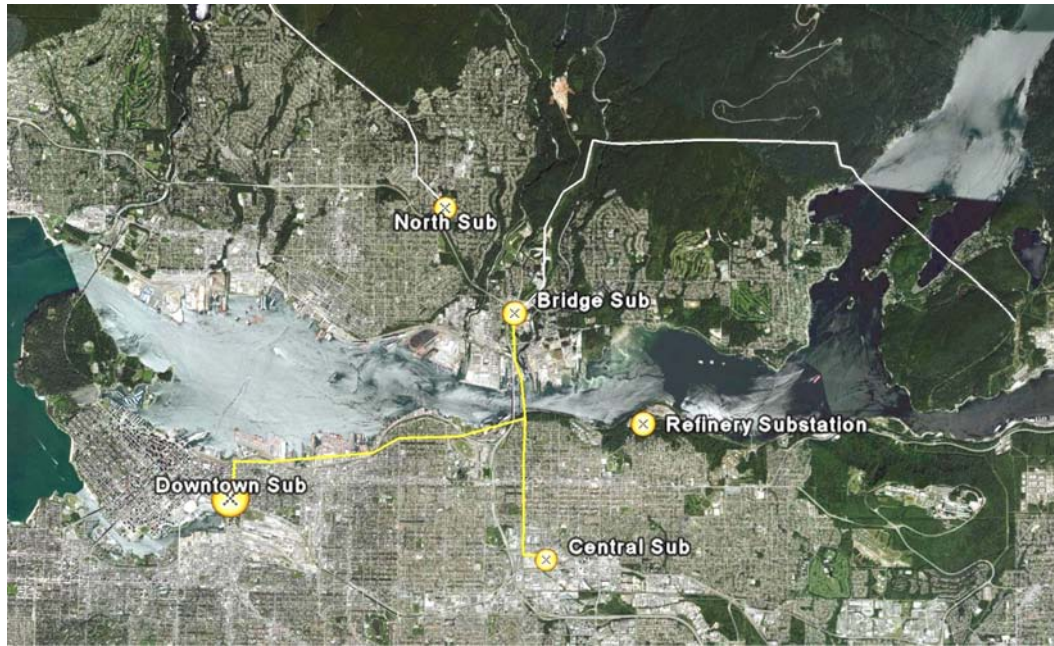 North Sub
Bridge Sub
Refinery Substation
Downtown Sub
Central Sub